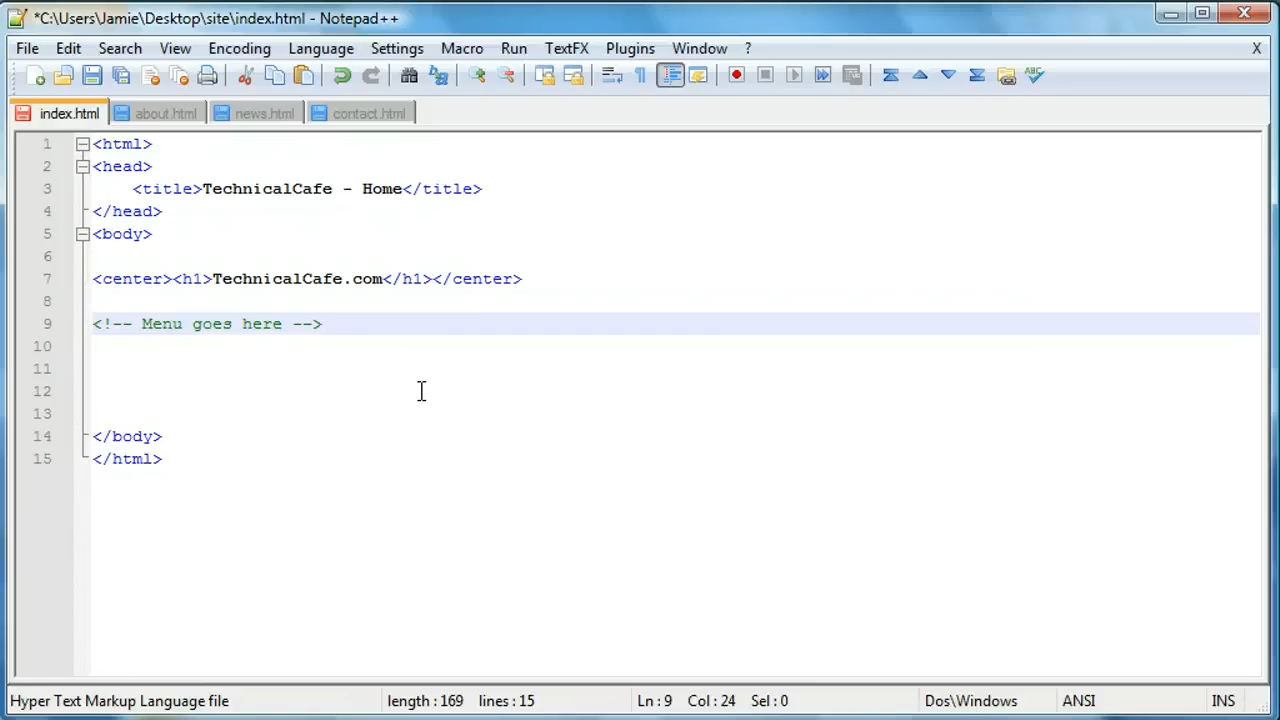 *C:\Users\Jamie\Desktop\site\index.html - Notepad++
File Edit Search View Encoding Language Settings Macro Run TextFX Plugins Window ? X
index.html about.html news.html contact.html
1 <html>
2 <head>
3 <title>TechnicalCafe - Home</title>
4 </head>
5 <body>
6
7 <center><h1>TechnicalCafe.com</h1></center>
8
9 <!-- Menu goes here -->
10
11
12
13
14 </body>
15 </html>
Hyper Text Markup Language file length : 169 lines : 15 Ln : 9 Col : 24 Sel : 0 Dos\Windows ANSI INS